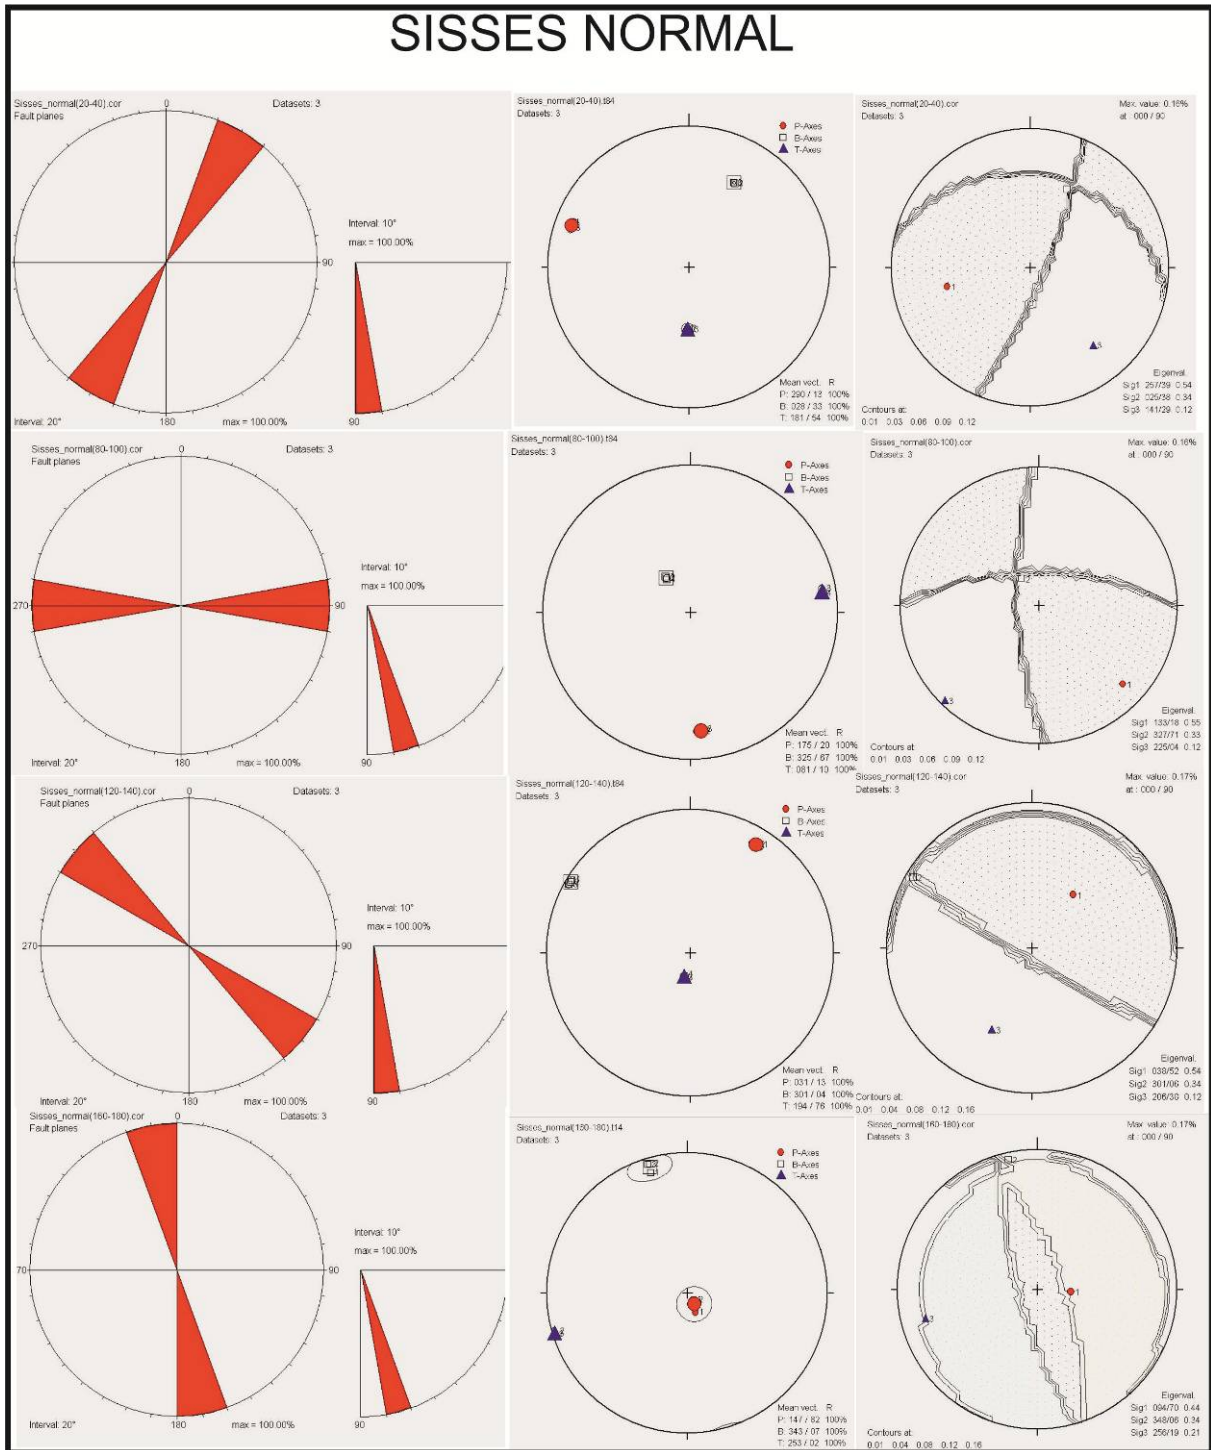 SISSES NORMAL
Sisses_normal(20-40).cor
Fault planes
0
Datasets: 3
90
Interval: 10°
max = 100.00%
90
180
Interval: 20°
max = 100.00%
Sisses_normal(20-40).t84
Datasets: 3
P-Axes
B-Axes
T-Axes
Mean vect. R
P: 290 / 13 100%
B: 028 / 33 100%
T: 181 / 54 100%
Sisses_normal(20-40).cor
Datasets: 3
Max. value: 0.16%
at : 000 / 90
1
3
Eigenval.
Sig1 257/39 0.54
Sig2 025/38 0.34
Sig3 141/29 0.12
Contours at:
0.01 0.03 0.06 0.09 0.12
Sisses_normal(80-100).cor
Fault planes
0
Datasets: 3
270
90
Interval: 10°
max = 100.00%
90
180
Interval: 20°
max = 100.00%
Sisses_normal(80-100).t84
Datasets: 3
P-Axes
B-Axes
T-Axes
Mean vect. R
P: 175 / 20 100%
B: 325 / 67 100%
T: 081 / 10 100%
Sisses_normal(80-100).cor
Datasets: 3
Max. value: 0.16%
at : 000 / 90
1
3
Eigenval.
Sig1 133/18 0.55
Sig2 327/71 0.33
Sig3 225/04 0.12
Contours at:
0.01 0.03 0.06 0.09 0.12
Sisses_normal(120-140).cor
Fault planes
0
Datasets: 3
270
90
Interval: 10°
max = 100.00%
90
180
Interval: 20°
max = 100.00%
Sisses_normal(120-140).t84
Datasets: 3
P-Axes
B-Axes
T-Axes
Mean vect. R
P: 031 / 13 100%
B: 301 / 04 100%
T: 194 / 76 100%
Sisses_normal(120-140).cor
Datasets: 3
Max. value: 0.17%
at : 000 / 90
1
3
Eigenval.
Sig1 038/52 0.54
Sig2 301/06 0.34
Sig3 206/38 0.12
Contours at:
0.01 0.04 0.08 0.12 0.16
Sisses_normal(160-180).cor
Fault planes
0
Datasets: 3
70
90
Interval: 10°
max = 100.00%
90
180
Interval: 20°
max = 100.00%
Sisses_normal(160-180).t14
Datasets: 3
P-Axes
B-Axes
T-Axes
Mean vect. R
P: 147 / 82 100%
B: 343 / 07 100%
T: 253 / 02 100%
Sisses_normal(160-180).cor
Datasets: 3
Max. value: 0.17%
at : 000 / 90
2
1
3
Eigenval.
Sig1 094/70 0.44
Sig2 348/06 0.34
Sig3 256/19 0.21
Contours at:
0.01 0.04 0.08 0.12 0.16